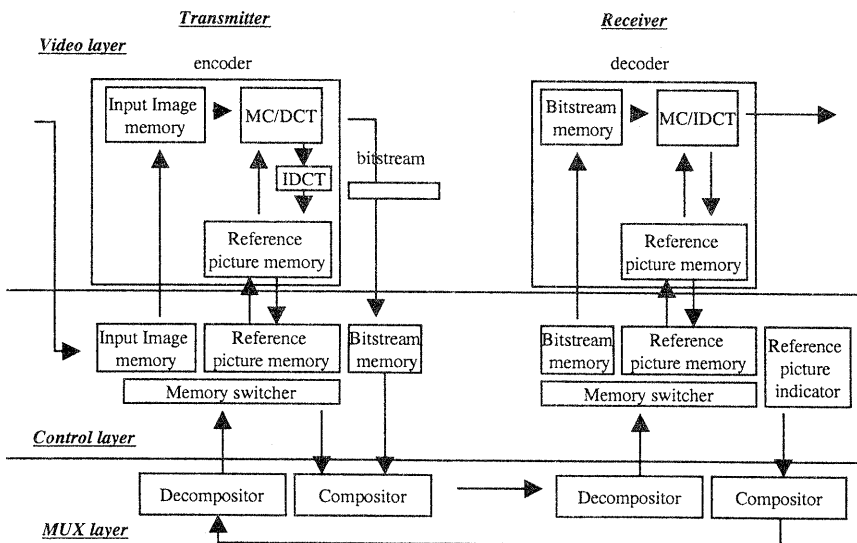 Transmitter
Receiver
Video layer
encoder
decoder
Input Image
memory
MC/DCT
IDCT
bitstream
Reference
picture memory
Bitstream
memory
MC/IDCT
Reference
picture memory
Input Image
memory
Reference
picture memory
Bitstream
memory
Memory switcher
Bitstream
memory
Reference
picture memory
Reference
picture
indicator
Memory switcher
Control layer
Decompositor
Compositor
Decompositor
Compositor
MUX layer